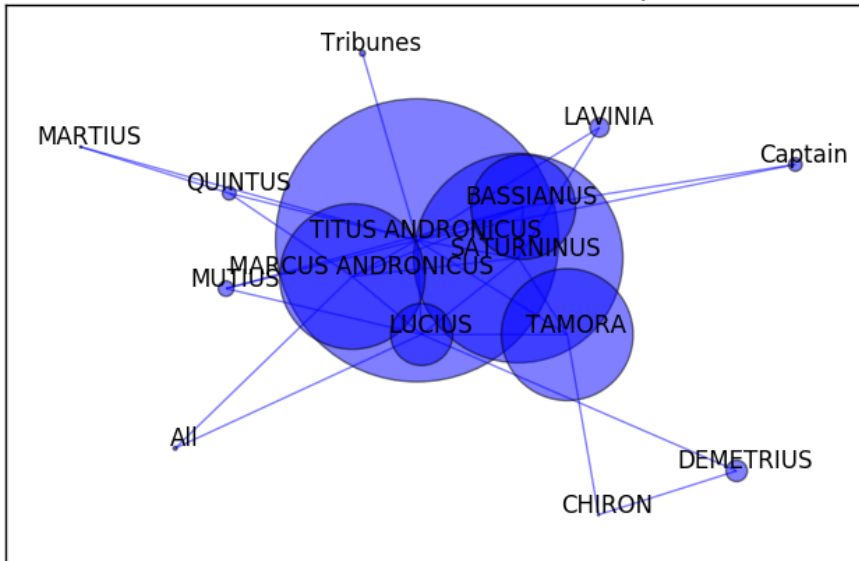 Tribunes
LAVINIA
MARTIUS
Captain
QUINTUS
BASSIANUS
TITUS ANDRONICUS
SATURNINUS
MARCUS ANDRONICUS
MUTIUS
LUCIUS
TAMORA
All
DEMETRIUS
CHIRON